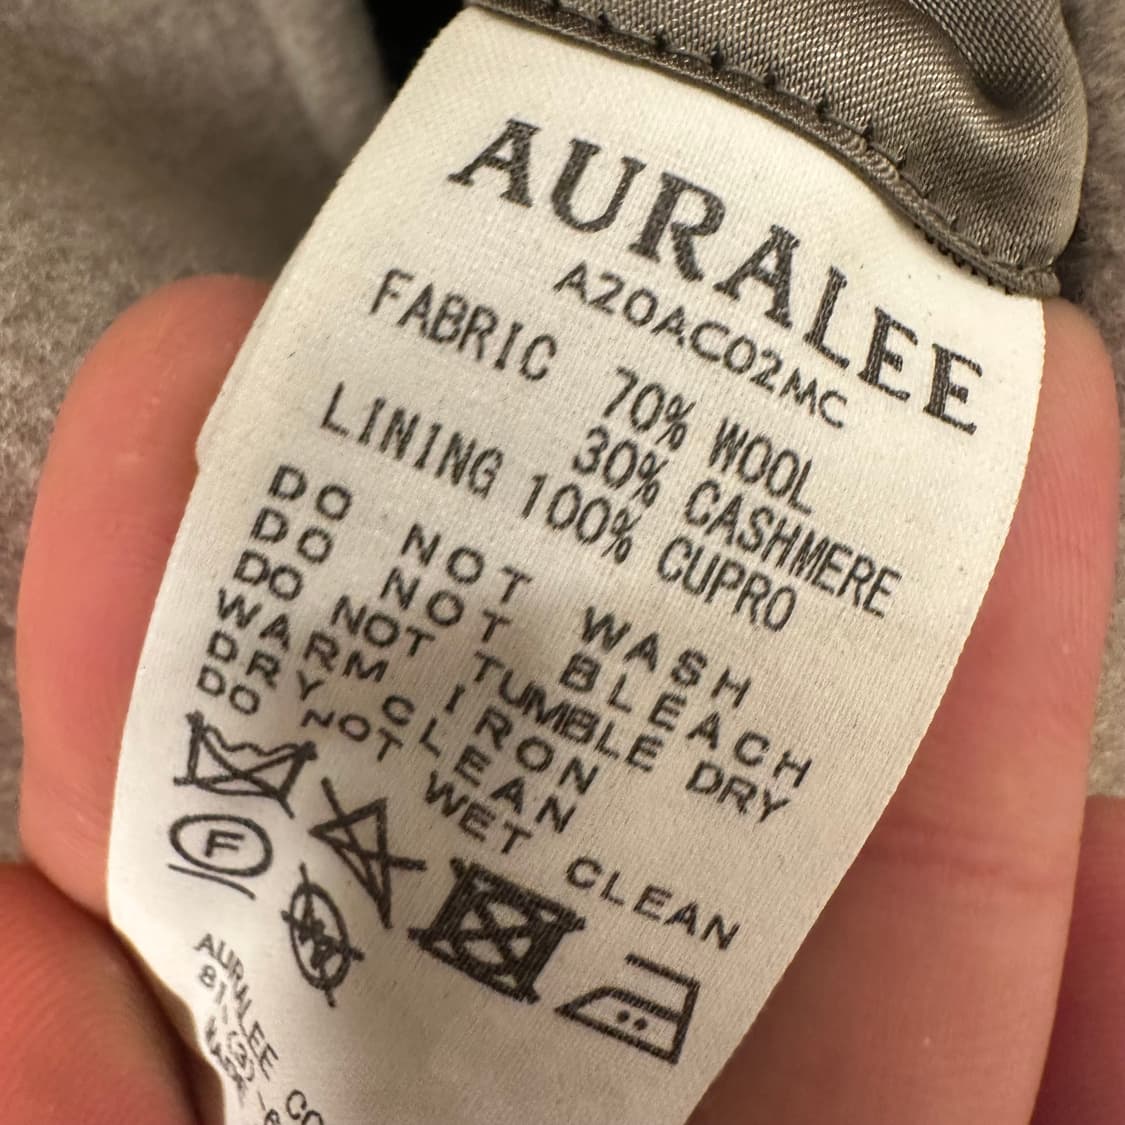 AURALEE
A20AC02MC
FABRIC 70% WOOL
30% CASHMERE
LINING 100% CUPRO
DO NOT WASH
DO NOT BLEACH
DO NOT TUMBLE DRY
WARM IRON
DRY CLEAN
DO NOT WET CLEAN
F
W
AURALEE CO